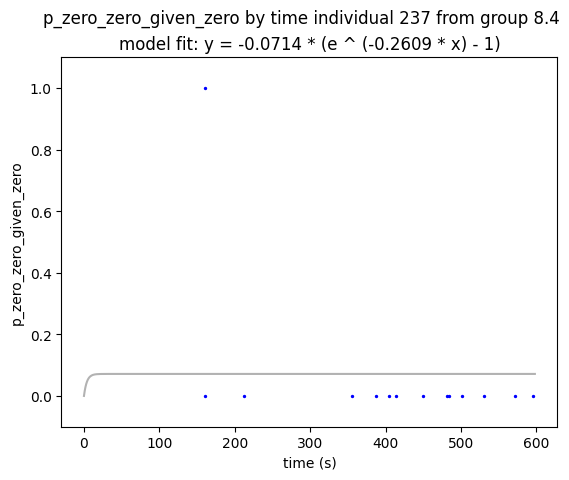 p_zero_zero_given_zero by time individual 237 from group 8.4
model fit: y = -0.0714 * (e ^ (-0.2609 * x) - 1)
1.0
0.8
0.6
0.4
0.2
0.0
p_zero_zero_given_zero
0 100 200 300 400 500 600
time (s)